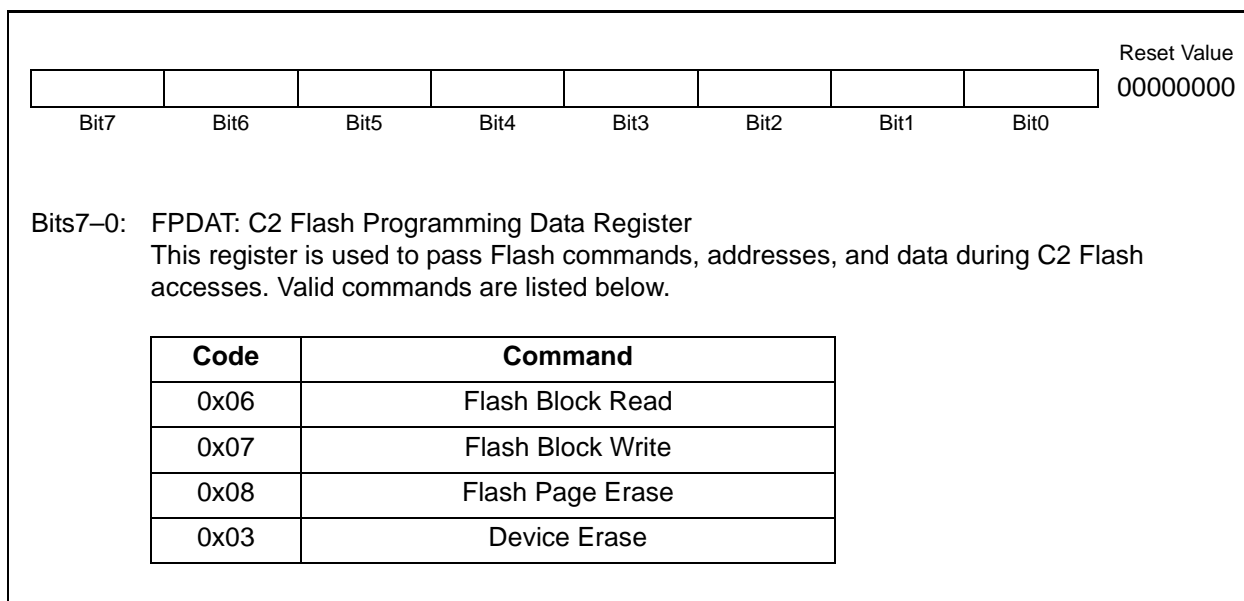 Reset Value
00000000
Bit7 Bit6 Bit5 Bit4 Bit3 Bit2 Bit1 Bit0
Bits7–0: FPDAT: C2 Flash Programming Data Register
This register is used to pass Flash commands, addresses, and data during C2 Flash
accesses. Valid commands are listed below.
Code Command
0x06 Flash Block Read
0x07 Flash Block Write
0x08 Flash Page Erase
0x03 Device Erase